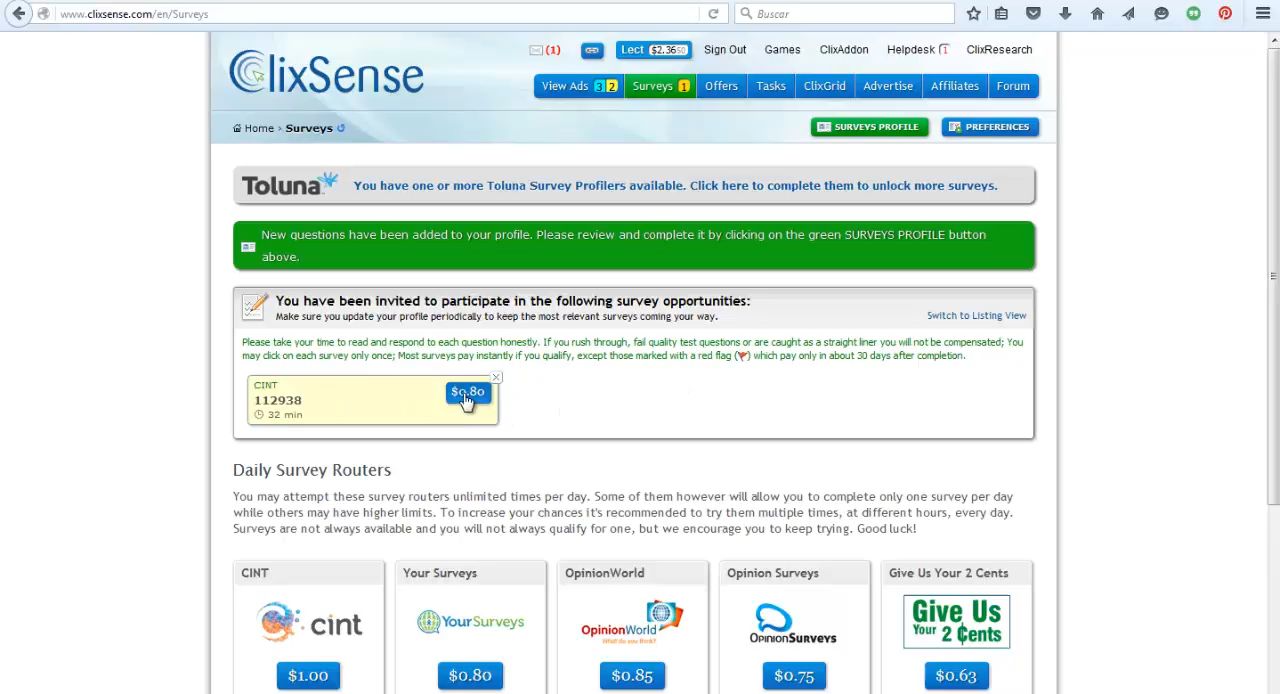 www.clixsense.com/en/Surveys
Buscar
ClixSense
(1)
Lect $2.3650
Sign Out
Games
ClixAddon
Helpdesk 1
ClixResearch
View Ads 3 2
Surveys 1
Offers
Tasks
ClixGrid
Advertise
Affiliates
Forum
Home › Surveys
SURVEYS PROFILE
PREFERENCES
Toluna
You have one or more Toluna Survey Profilers available. Click here to complete them to unlock more surveys.
New questions have been added to your profile. Please review and complete it by clicking on the green SURVEYS PROFILE button
above.
You have been invited to participate in the following survey opportunities:
Make sure you update your profile periodically to keep the most relevant surveys coming your way.
Switch to Listing View
Please take your time to read and respond to each question honestly. If you rush through, fail quality test questions or are caught as a straight liner you will not be compensated; You
may click on each survey only once; Most surveys pay instantly if you qualify, except those marked with a red flag ( ) which pay only in about 30 days after completion.
CINT
112938
32 min
$0.80
Daily Survey Routers
You may attempt these survey routers unlimited times per day. Some of them however will allow you to complete only one survey per day
while others may have higher limits. To increase your chances it's recommended to try them multiple times, at different hours, every day.
Surveys are not always available and you will not always qualify for one, but we encourage you to keep trying. Good luck!
CINT
cint
$1.00
Your Surveys
YourSurveys
$0.80
OpinionWorld
OpinionWorld
What do you think?
$0.85
Opinion Surveys
OPINIONSURVEYS
$0.75
Give Us Your 2 Cents
Give Us
Your 2 ¢ents
$0.63